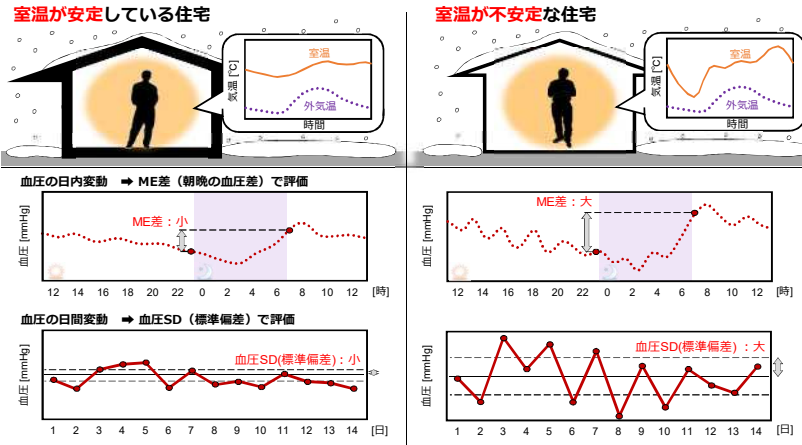 室温が安定している住宅
室温が不安定な住宅
気温 [℃]
室温
外気温
時間
気温 [℃]
室温
外気温
時間
血圧の日内変動 ➡ ME差（朝晩の血圧差）で評価
血圧 [mmHg]
ME差：小
12 14 16 18 20 22 0 2 4 6 8 10 12 [時]
血圧 [mmHg]
ME差：大
12 14 16 18 20 22 0 2 4 6 8 10 12 [時]
血圧の日間変動 ➡ 血圧SD（標準偏差）で評価
血圧 [mmHg]
血圧SD(標準偏差)：小
1 2 3 4 5 6 7 8 9 10 11 12 13 14 [日]
血圧 [mmHg]
血圧SD(標準偏差)：大
1 2 3 4 5 6 7 8 9 10 11 12 13 14 [日]